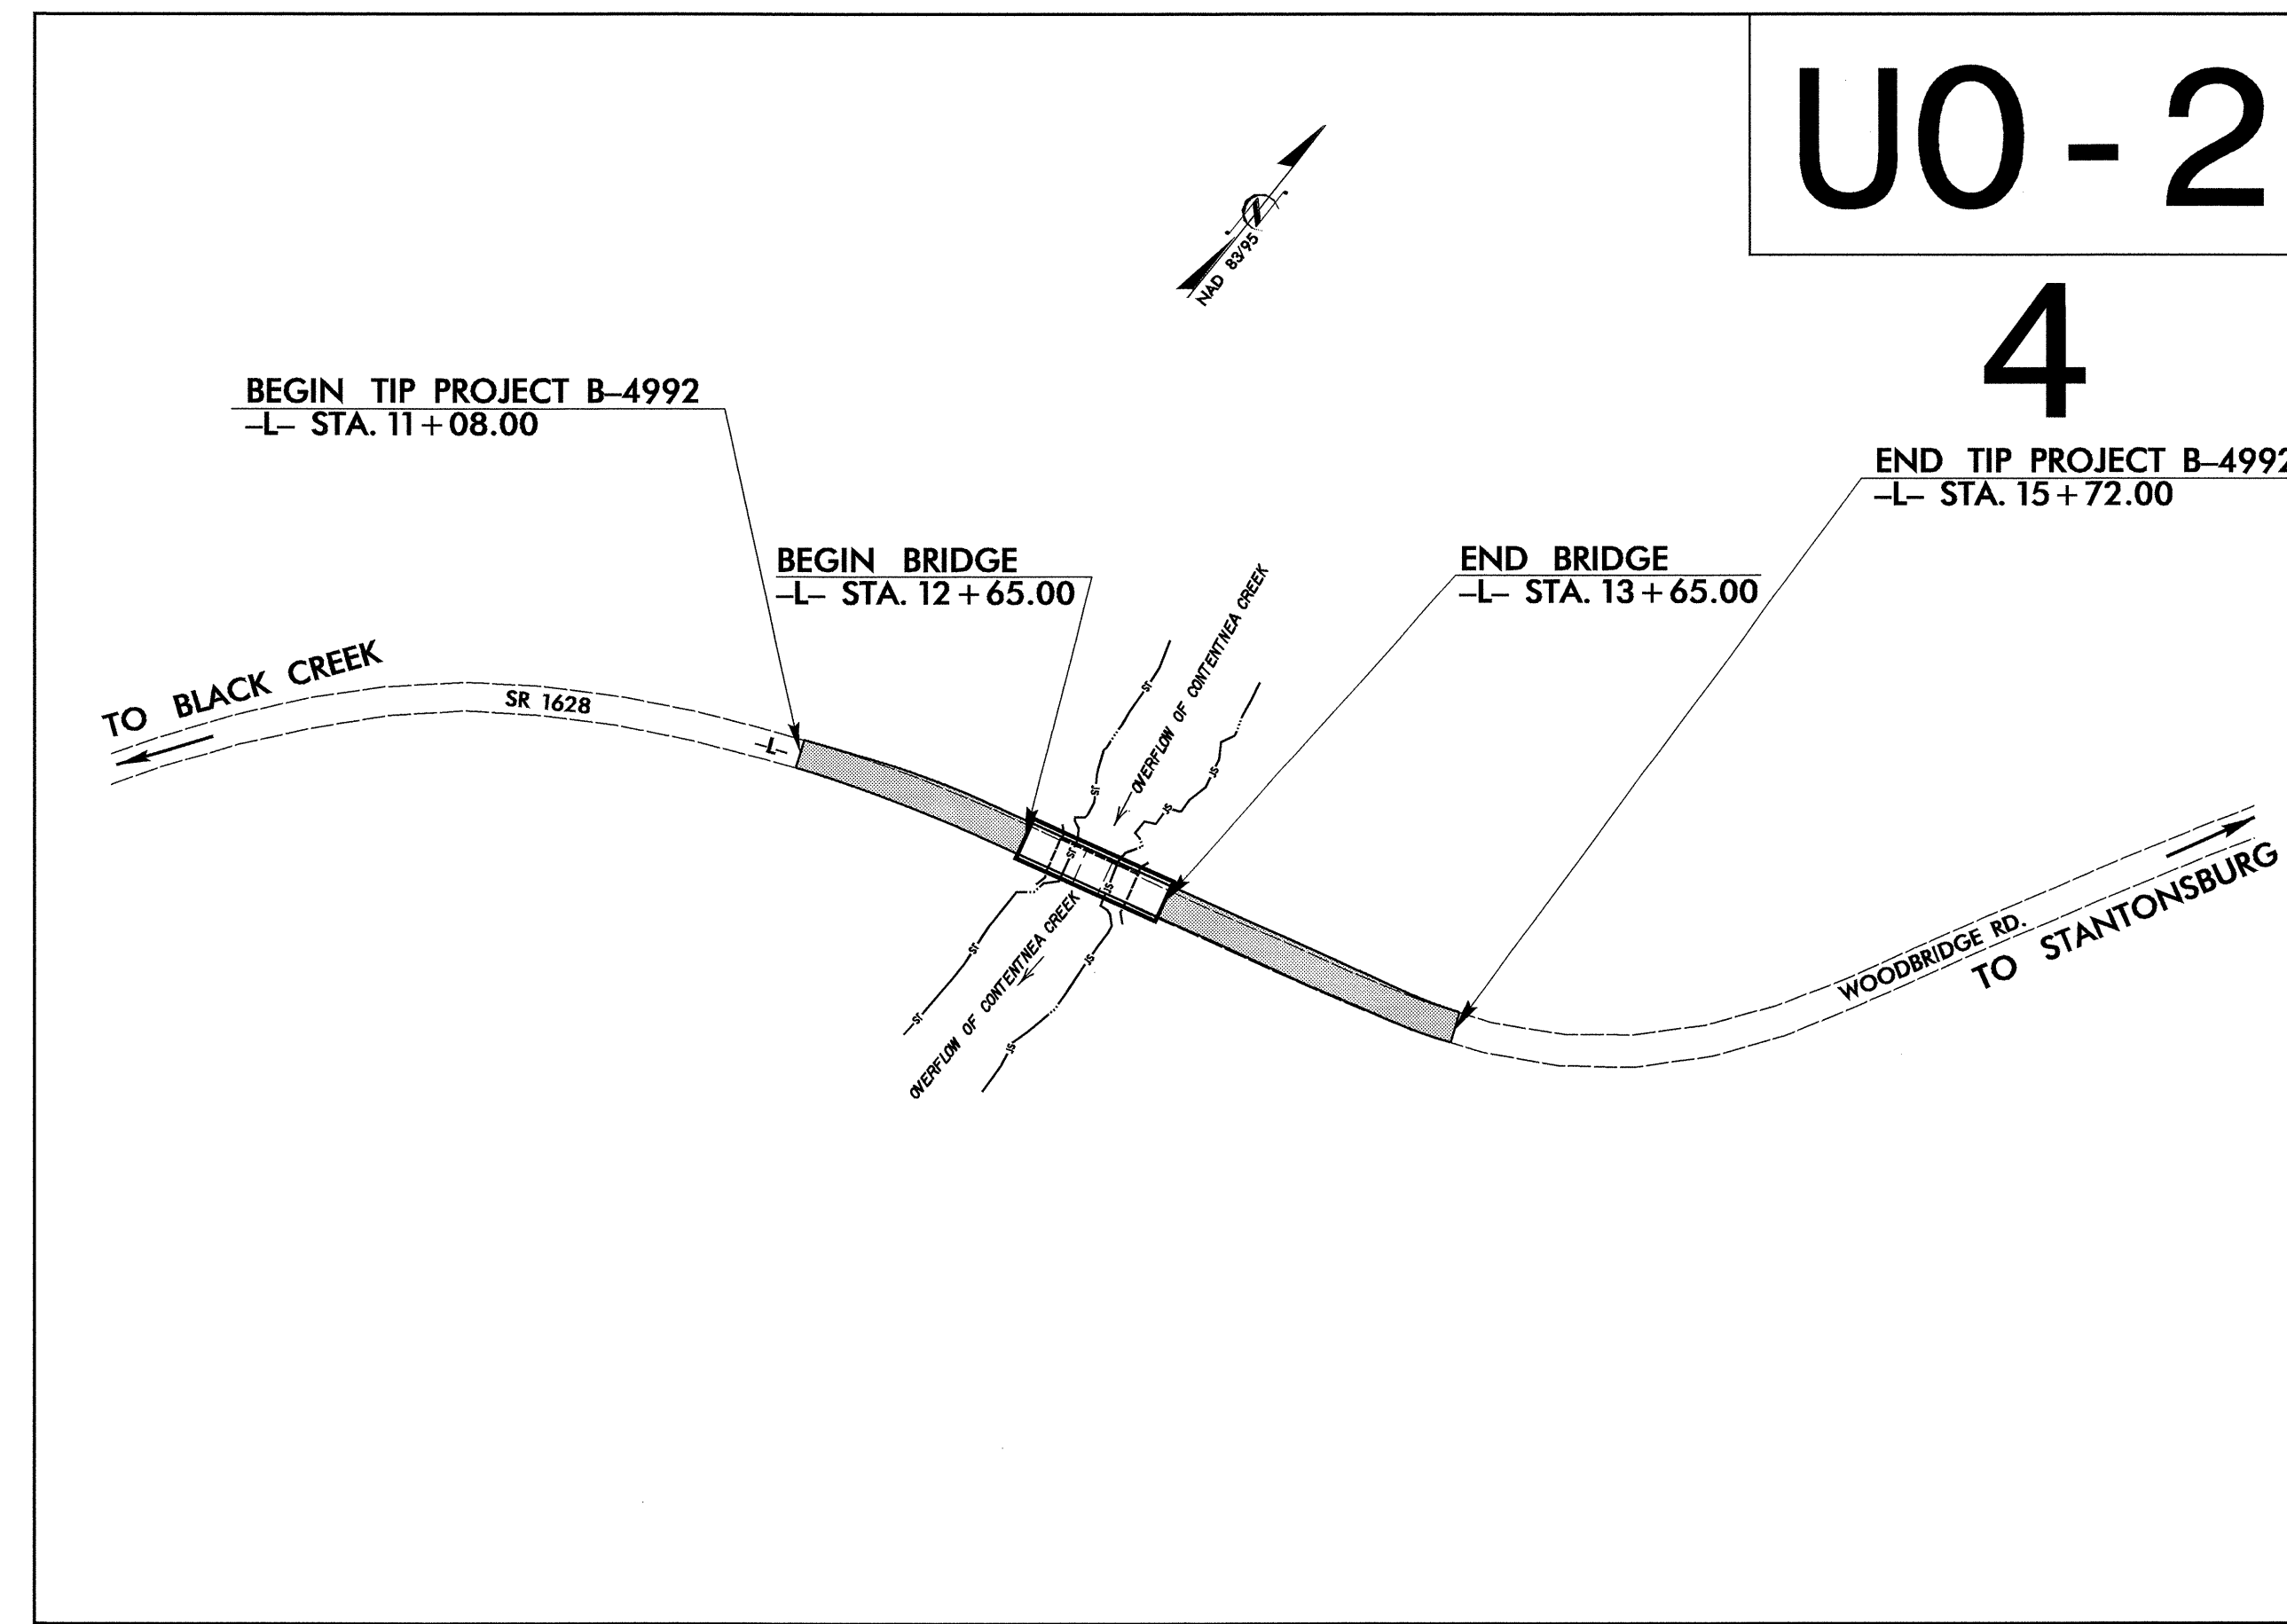 UO-2
4
NAD 83/95
BEGIN TIP PROJECT B-4992
-L- STA. 11+08.00
END TIP PROJECT B-4992
-L- STA. 15+72.00
BEGIN BRIDGE
-L- STA. 12+65.00
END BRIDGE
-L- STA. 13+65.00
TO BLACK CREEK
SR 1628
-L-
OVERFLOW OF CONTENTNEA CREEK
OVERFLOW OF CONTENTNEA CREEK
WOODBRIDGE RD.
TO STANTONSBURG